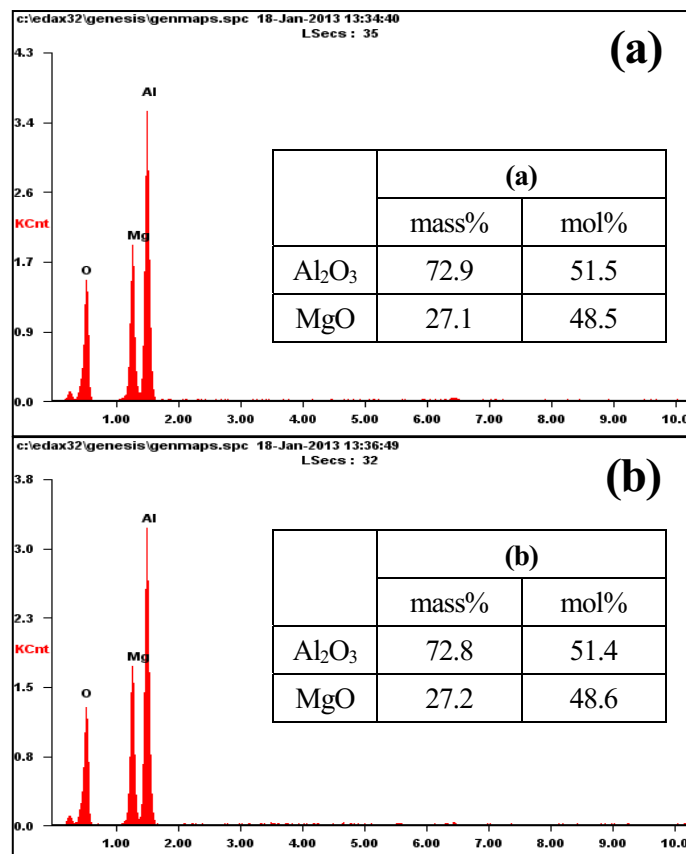 c:\edax32\genesis\genmaps.spc 18-Jan-2013 13:34:40
LSecs : 35
(a)
4.3
3.4
2.6
KCnt
1.7
0.9
0.0
Al
Mg
O
(a)
mass% mol%
Al₂O₃ 72.9 51.5
MgO 27.1 48.5
1.00 2.00 3.00 4.00 5.00 6.00 7.00 8.00 9.00 10.0
c:\edax32\genesis\genmaps.spc 18-Jan-2013 13:36:49
LSecs : 32
(b)
3.8
3.0
2.3
KCnt
1.5
0.8
0.0
Al
Mg
O
(b)
mass% mol%
Al₂O₃ 72.8 51.4
MgO 27.2 48.6
1.00 2.00 3.00 4.00 5.00 6.00 7.00 8.00 9.00 10.0